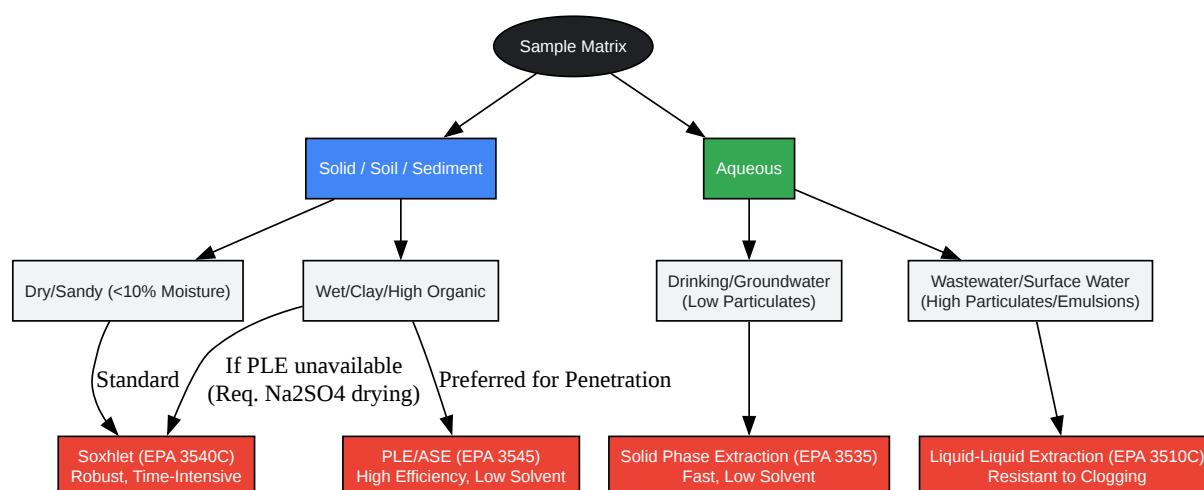 Sample Matrix
Solid / Soil / Sediment
Aqueous
Dry/Sandy (<10% Moisture)
Wet/Clay/High Organic
Drinking/Groundwater
(Low Particulates)
Wastewater/Surface Water
(High Particulates/Emulsions)
Standard
If PLE unavailable
(Req. Na2SO4 drying)
Preferred for Penetration
Soxhlet (EPA 3540C)
Robust, Time-Intensive
PLE/ASE (EPA 3545)
High Efficiency, Low Solvent
Solid Phase Extraction (EPA 3535)
Fast, Low Solvent
Liquid-Liquid Extraction (EPA 3510C)
Resistant to Clogging